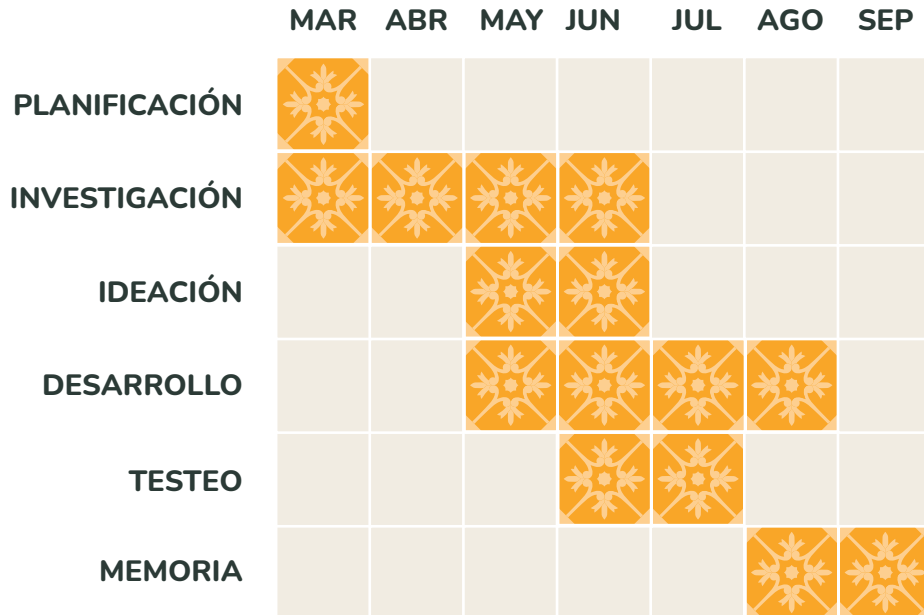 MAR ABR MAY JUN JUL AGO SEP
PLANIFICACIÓN
INVESTIGACIÓN
IDEACIÓN
DESARROLLO
TESTEO
MEMORIA